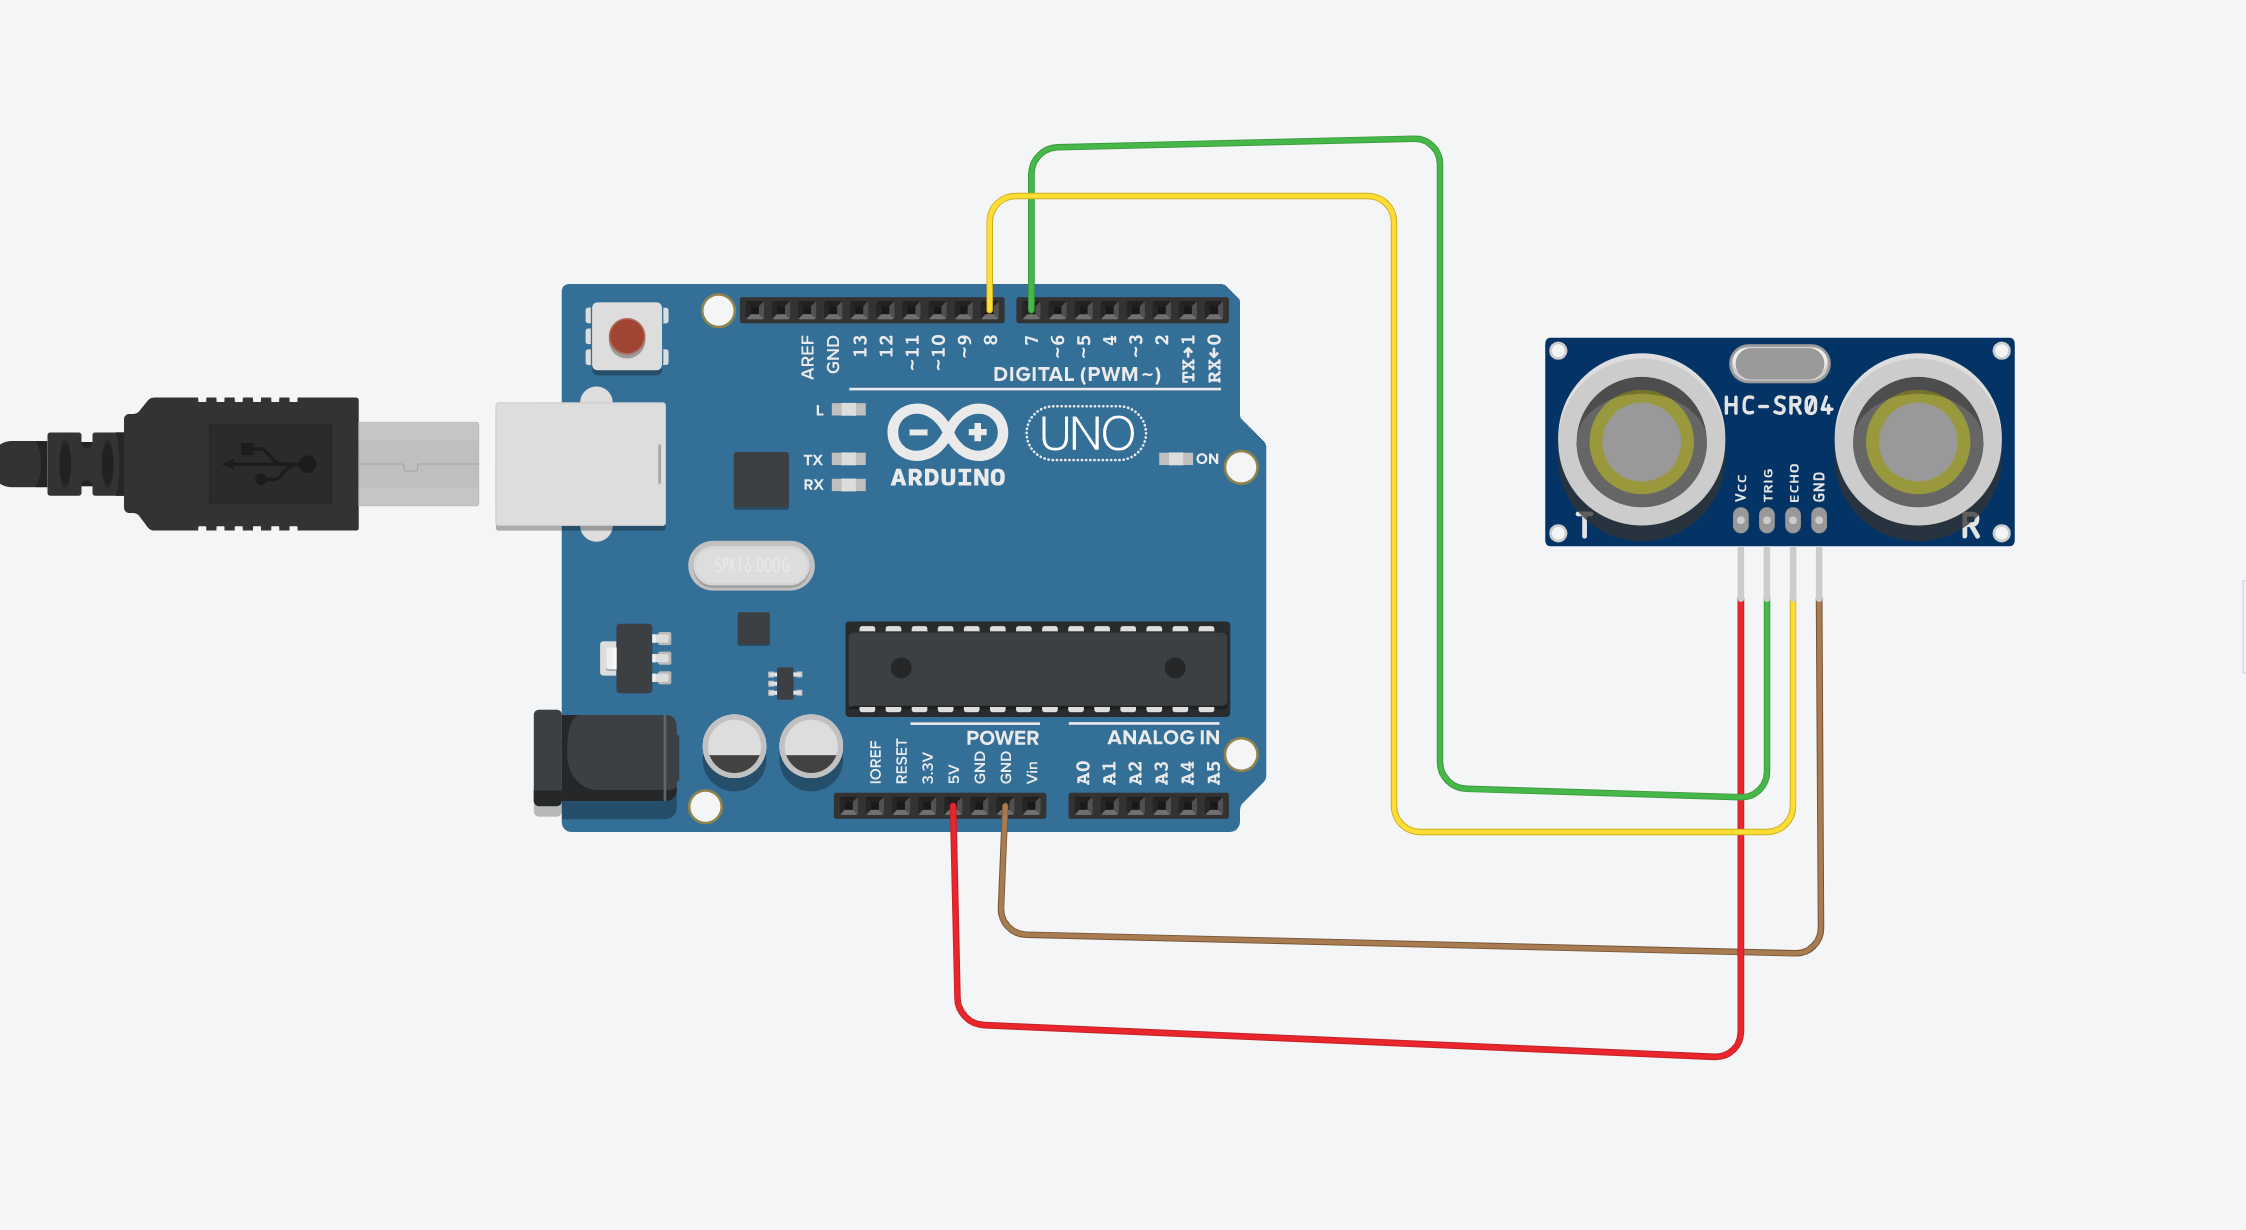 AREF
GND
13
12
~11
~10
~9
8
7
~6
~5
4
~3
2
TX→1
RX←0
DIGITAL (PWM~)
L
TX
RX
ARDUINO
UNO
ON
SPK16.000G
POWER
ANALOG IN
IOREF
RESET
3.3V
5V
GND
GND
Vin
A0
A1
A2
A3
A4
A5
HC-SR04
VCC
TRIG
ECHO
GND
T
R